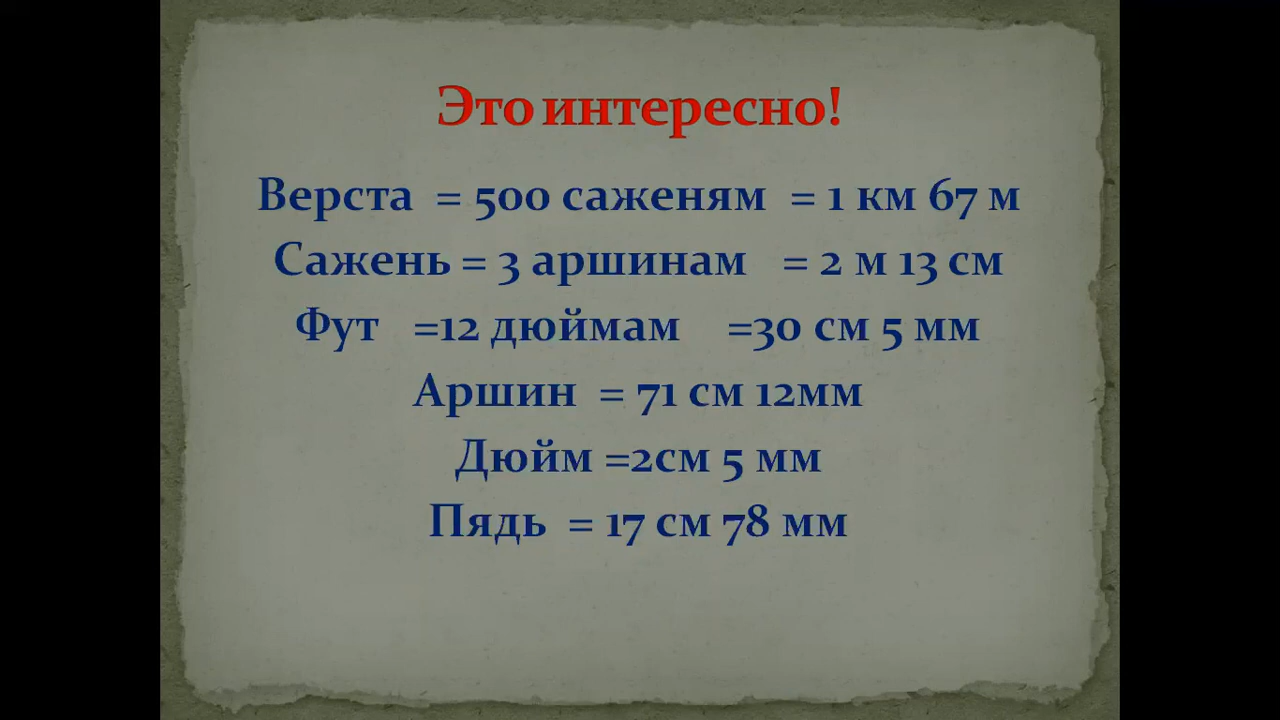 Это интересно!
Верста = 500 саженям = 1 км 67 м
Сажень = 3 аршинам = 2 м 13 см
Фут =12 дюймам =30 см 5 мм
Аршин = 71 см 12мм
Дюйм =2см 5 мм
Пядь = 17 см 78 мм